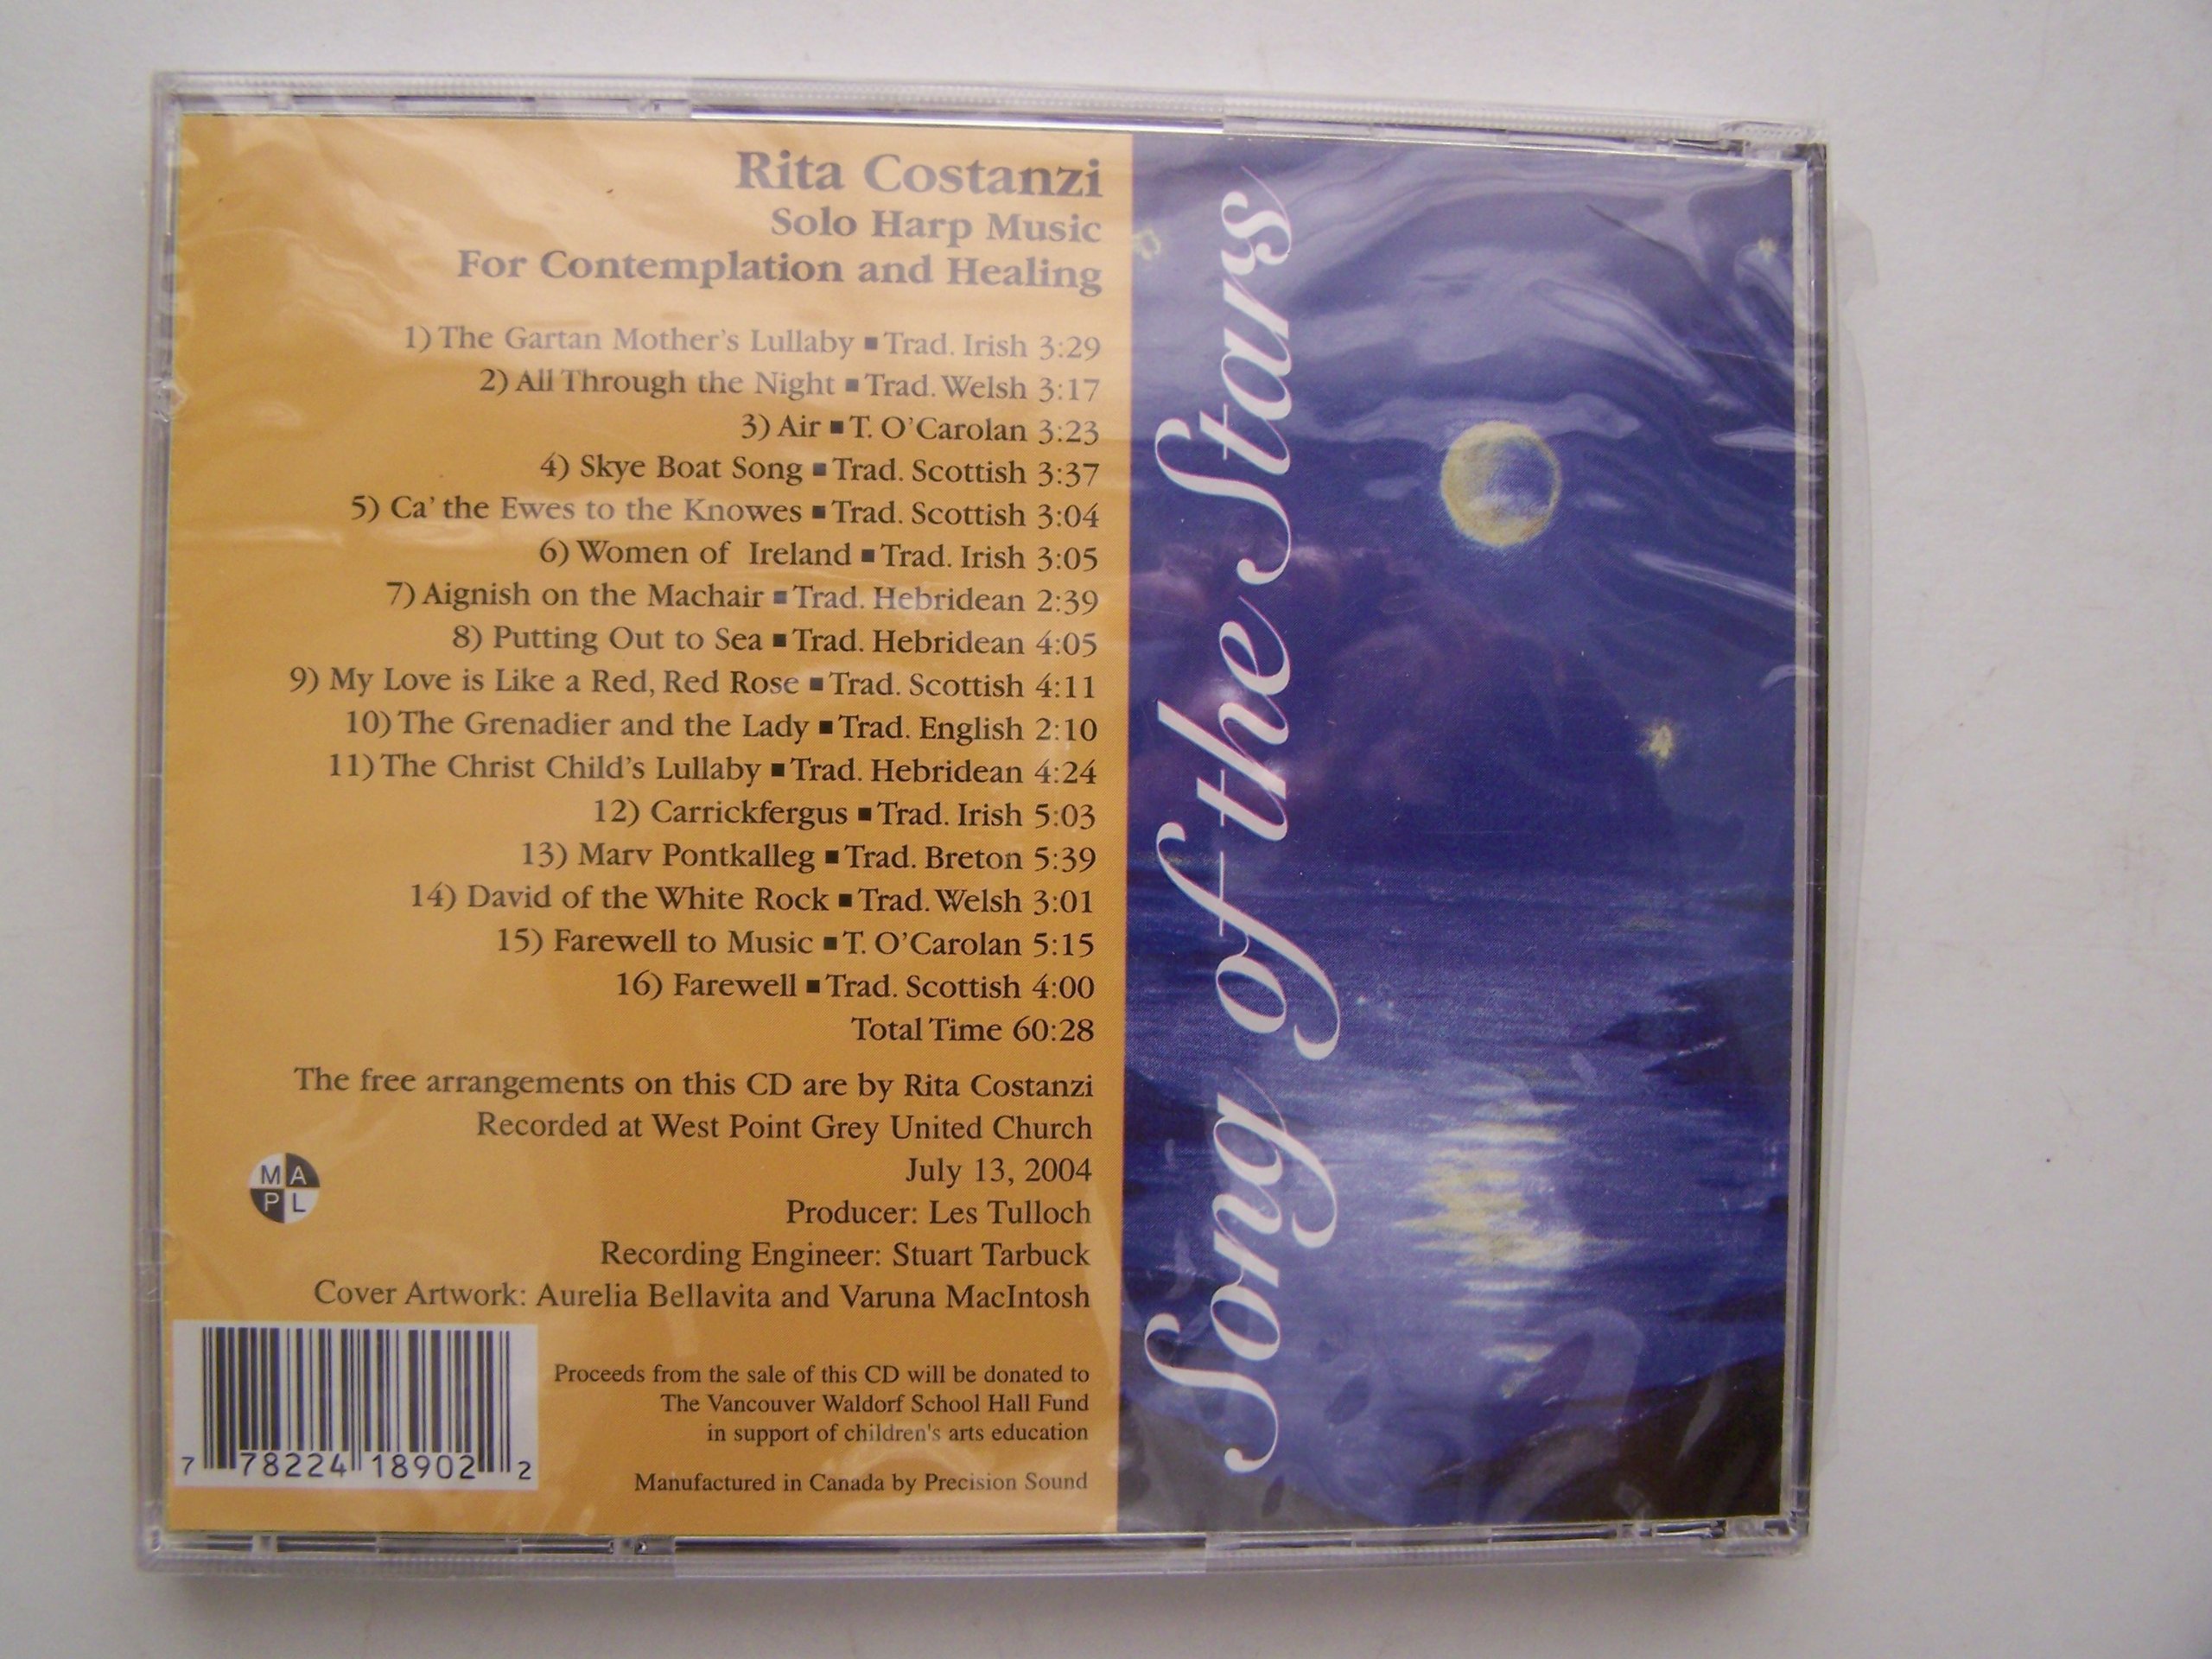 Rita Costanzi
Solo Harp Music
For Contemplation and Healing
1) The Gartan Mother's Lullaby ■ Trad. Irish 3:29
2) All Through the Night ■ Trad. Welsh 3:17
3) Air ■ T. O'Carolan 3:23
4) Skye Boat Song ■ Trad. Scottish 3:37
5) Ca' the Ewes to the Knowes ■ Trad. Scottish 3:04
6) Women of Ireland ■ Trad. Irish 3:05
7) Aignish on the Machair ■ Trad. Hebridean 2:39
8) Putting Out to Sea ■ Trad. Hebridean 4:05
9) My Love is Like a Red, Red Rose ■ Trad. Scottish 4:11
10) The Grenadier and the Lady ■ Trad. English 2:10
11) The Christ Child's Lullaby ■ Trad. Hebridean 4:24
12) Carrickfergus ■ Trad. Irish 5:03
13) Marv Pontkalleg ■ Trad. Breton 5:39
14) David of the White Rock ■ Trad. Welsh 3:01
15) Farewell to Music ■ T. O'Carolan 5:15
16) Farewell ■ Trad. Scottish 4:00
Total Time 60:28
The free arrangements on this CD are by Rita Costanzi
Recorded at West Point Grey United Church
July 13, 2004
Producer: Les Tulloch
Recording Engineer: Stuart Tarbuck
Cover Artwork: Aurelia Bellavita and Varuna MacIntosh
M A
P L
Proceeds from the sale of this CD will be donated to
The Vancouver Waldorf School Hall Fund
in support of children's arts education
Manufactured in Canada by Precision Sound
7 78224 18902 2
Song of the Stars